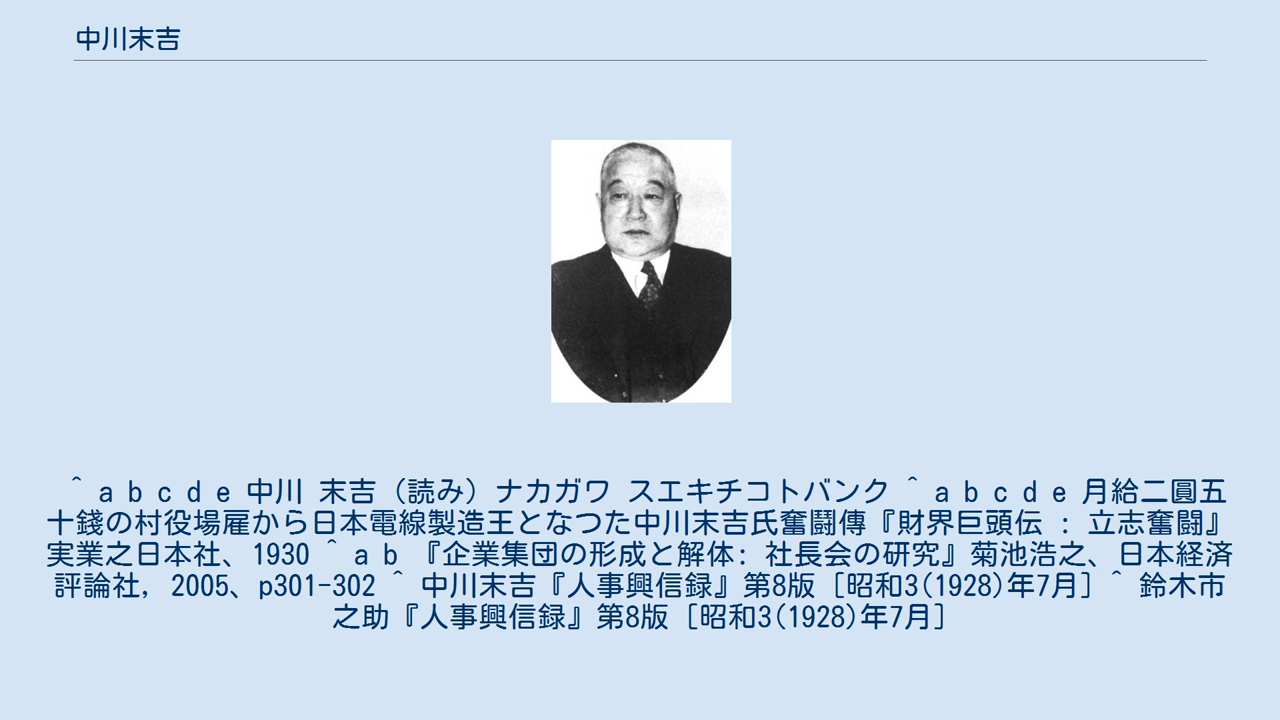 中川末吉
^ a b c d e 中川 末吉（読み）ナカガワ スエキチコトバンク ^ a b c d e 月給二圓五
十錢の村役場雇から日本電線製造王となつた中川末吉氏奮鬪傳『財界巨頭伝 : 立志奮闘』
実業之日本社、1930 ^ a b 『企業集団の形成と解体: 社長会の研究』菊池浩之、日本経済
評論社, 2005、p301-302 ^ 中川末吉『人事興信録』第8版 [昭和3(1928)年7月] ^ 鈴木市
之助『人事興信録』第8版 [昭和3(1928)年7月]